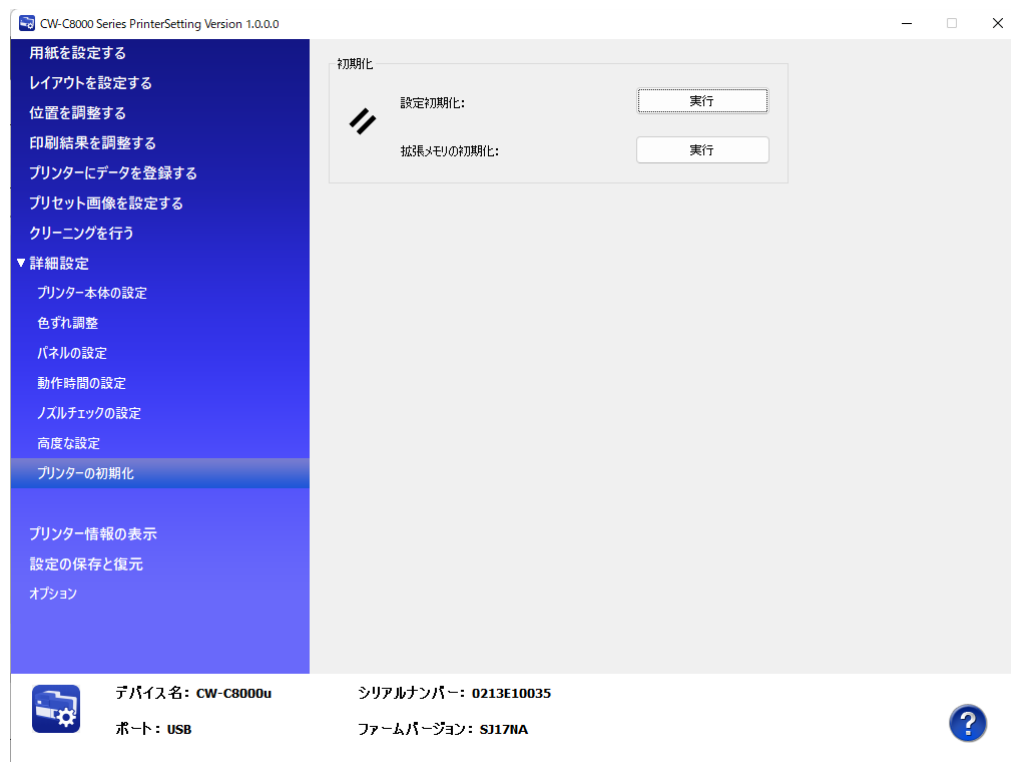 CW-C8000 Series PrinterSetting Version 1.0.0.0
用紙を設定する
レイアウトを設定する
位置を調整する
印刷結果を調整する
プリンターにデータを登録する
プリセット画像を設定する
クリーニングを行う
▼詳細設定
プリンター本体の設定
色ずれ調整
パネルの設定
動作時間の設定
ノズルチェックの設定
高度な設定
プリンターの初期化
プリンター情報の表示
設定の保存と復元
オプション
初期化
設定初期化: 実行
拡張メモリの初期化: 実行
デバイス名: CW-C8000u シリアルナンバー: 0213E10035
ポート: USB ファームバージョン: SJ17NA
?